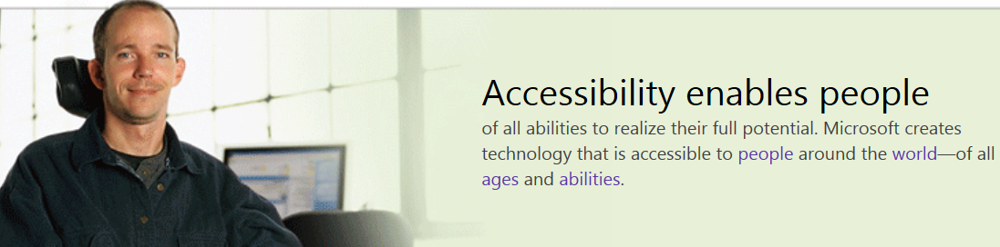 Accessibility enables people
of all abilities to realize their full potential. Microsoft creates
technology that is accessible to people around the world—of all
ages and abilities.